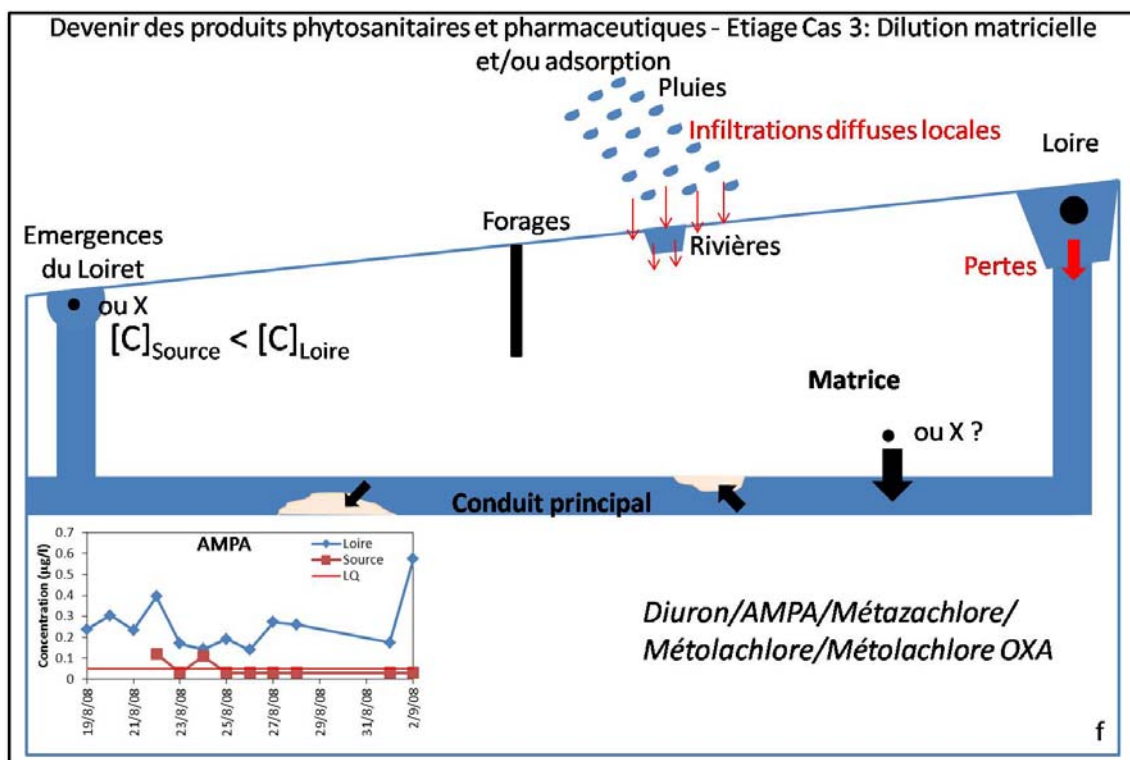 Devenir des produits phytosanitaires et pharmaceutiques - Etiage Cas 3: Dilution matricielle
et/ou adsorption
Pluies
Infiltrations diffuses locales
Loire
Forages
Rivières
Emergences
du Loiret
ou X
Pertes
[C]Source < [C]Loire
Matrice
ou X ?
Conduit principal
AMPA
Loire
Source
LQ
Concentration (µg/l)
0.7
0.6
0.5
0.4
0.3
0.2
0.1
0
19/8/08
21/8/08
23/8/08
25/8/08
27/8/08
29/8/08
31/8/08
2/9/08
Diuron/AMPA/Métazachlore/
Métolachlore/Métolachlore OXA
f